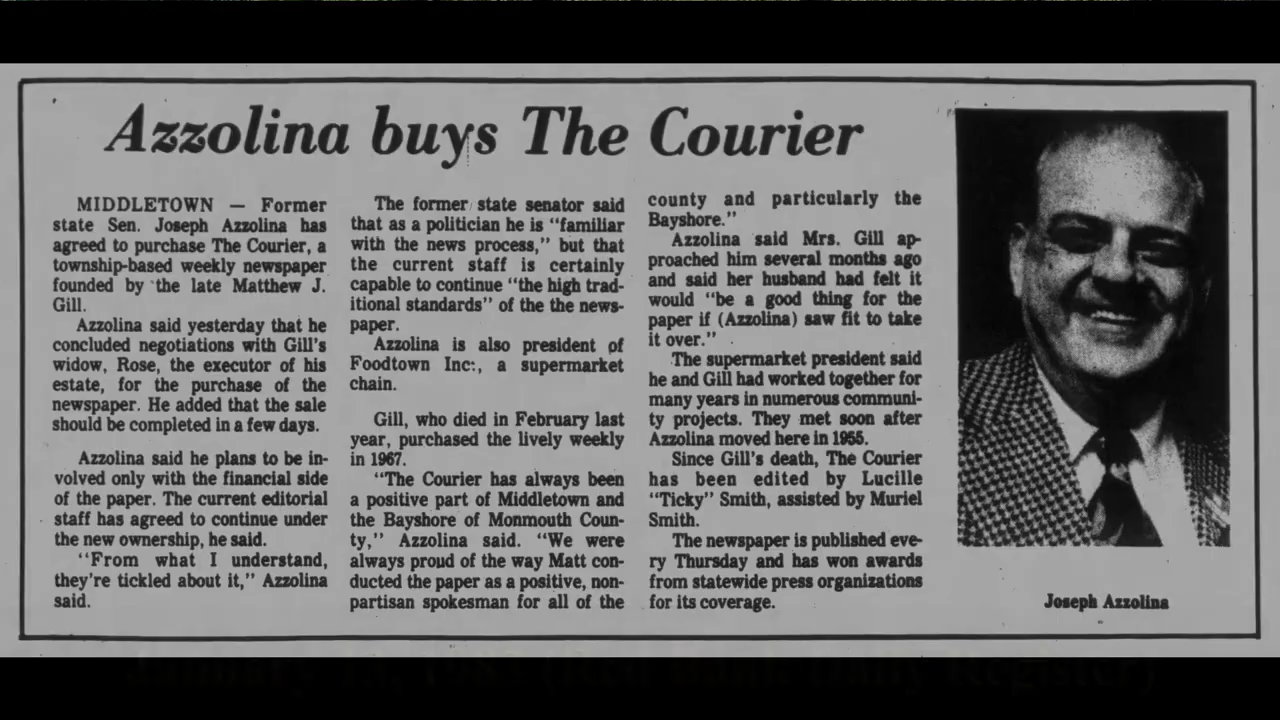 Azzolina buys The Courier
MIDDLETOWN — Former
state Sen. Joseph Azzolina has
agreed to purchase The Courier, a
township-based weekly newspaper
founded by the late Matthew J.
Gill.
Azzolina said yesterday that he
concluded negotiations with Gill's
widow, Rose, the executor of his
estate, for the purchase of the
newspaper. He added that the sale
should be completed in a few days.
Azzolina said he plans to be in-
volved only with the financial side
of the paper. The current editorial
staff has agreed to continue under
the new ownership, he said.
"From what I understand,
they're tickled about it," Azzolina
said.
The former state senator said
that as a politician he is "familiar
with the news process," but that
the current staff is certainly
capable to continue "the high trad-
itional standards" of the the news-
paper.
Azzolina is also president of
Foodtown Inc., a supermarket
chain.
Gill, who died in February last
year, purchased the lively weekly
in 1967.
"The Courier has always been
a positive part of Middletown and
the Bayshore of Monmouth Coun-
ty," Azzolina said. "We were
always proud of the way Matt con-
ducted the paper as a positive, non-
partisan spokesman for all of the
county and particularly the
Bayshore."
Azzolina said Mrs. Gill ap-
proached him several months ago
and said her husband had felt it
would "be a good thing for the
paper if (Azzolina) saw fit to take
it over."
The supermarket president said
he and Gill had worked together for
many years in numerous communi-
ty projects. They met soon after
Azzolina moved here in 1955.
Since Gill's death, The Courier
has been edited by Lucille
"Ticky" Smith, assisted by Muriel
Smith.
The newspaper is published eve-
ry Thursday and has won awards
from statewide press organizations
for its coverage.
Joseph Azzolina